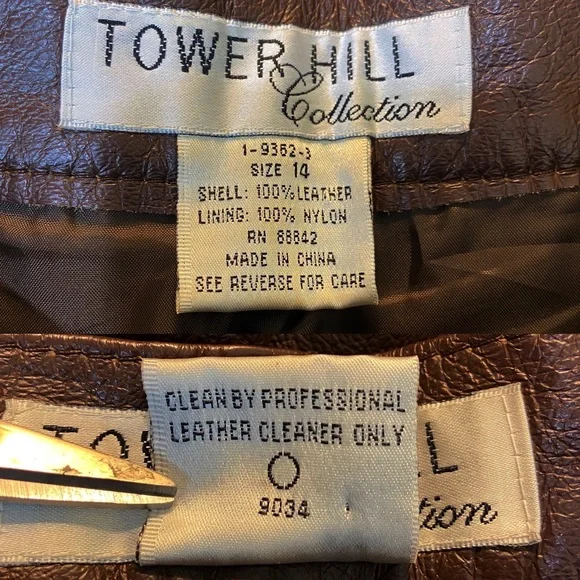 TOWER HILL
Collection
1-9362-3
SIZE 14
SHELL: 100% LEATHER
LINING: 100% NYLON
RN 88842
MADE IN CHINA
SEE REVERSE FOR CARE
CLEAN BY PROFESSIONAL
LEATHER CLEANER ONLY
9034